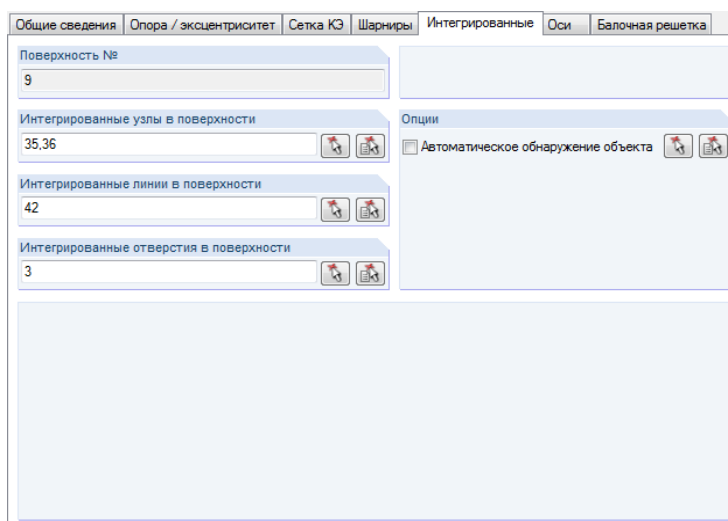 Общие сведения Опора / эксцентриситет Сетка КЭ Шарниры Интегрированные Оси Балочная решетка
Поверхность №
9
Интегрированные узлы в поверхности
35,36
Опции
Автоматическое обнаружение объекта
Интегрированные линии в поверхности
42
Интегрированные отверстия в поверхности
3